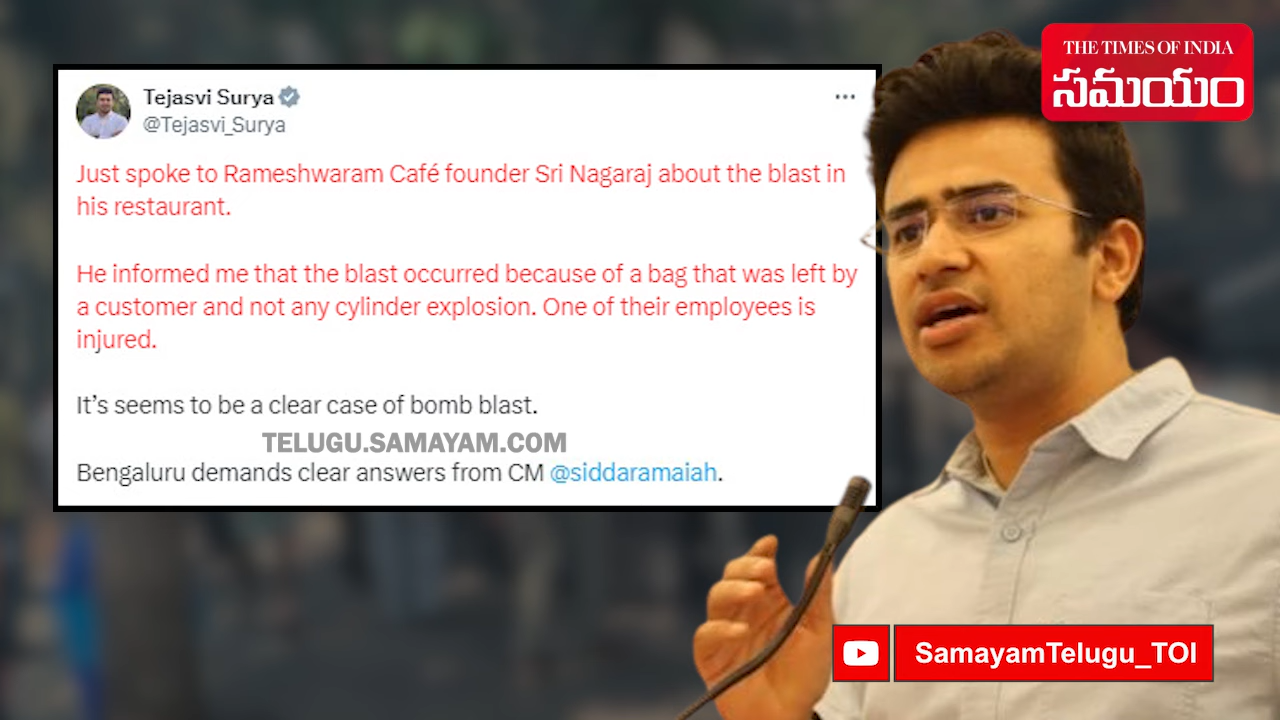 THE TIMES OF INDIA
సమయం
Tejasvi Surya
@Tejasvi_Surya
Just spoke to Rameshwaram Café founder Sri Nagaraj about the blast in
his restaurant.
He informed me that the blast occurred because of a bag that was left by
a customer and not any cylinder explosion. One of their employees is
injured.
It’s seems to be a clear case of bomb blast.
TELUGU.SAMAYAM.COM
Bengaluru demands clear answers from CM @siddaramaiah.
SamayamTelugu_TOI